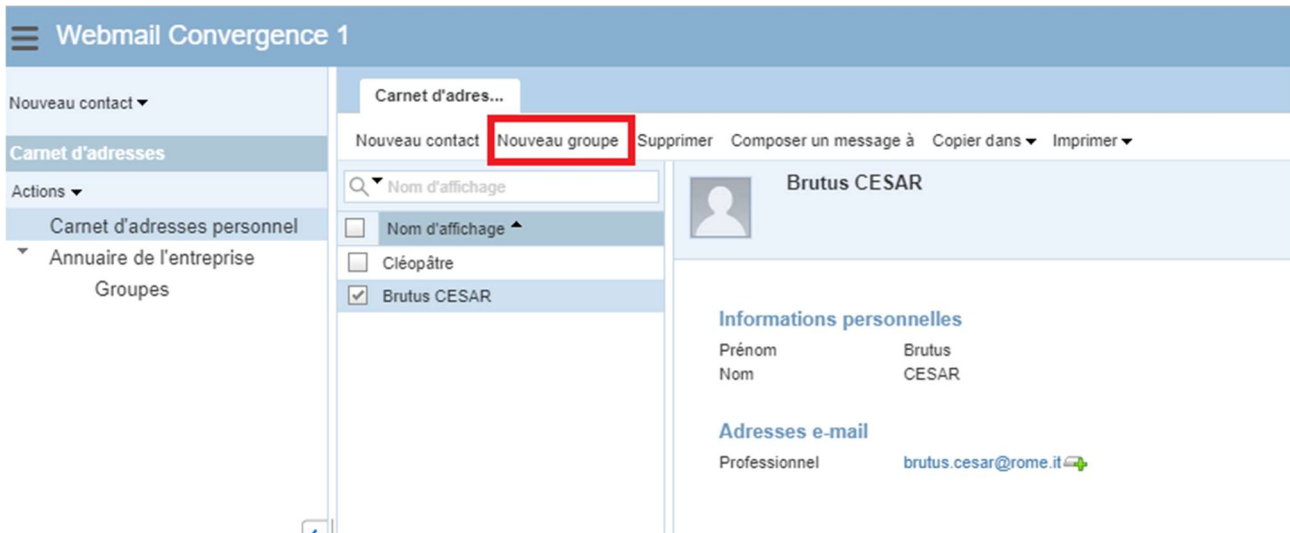 Webmail Convergence 1
Nouveau contact
Carnet d'adresses
Actions
Carnet d'adresses personnel
Annuaire de l'entreprise
Groupes
Carnet d'adres...
Nouveau contact Nouveau groupe Supprimer Composer un message à Copier dans Imprimer
Nom d'affichage
Nom d'affichage
Cléopâtre
Brutus CESAR
Brutus CESAR
Informations personnelles
Prénom Brutus
Nom CESAR
Adresses e-mail
Professionnel brutus.cesar@rome.it